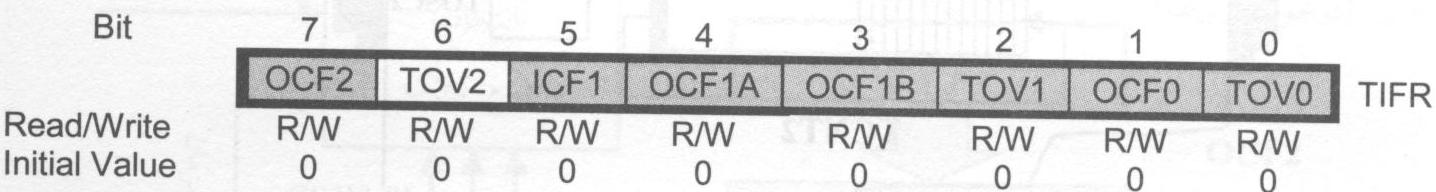 Bit 7 6 5 4 3 2 1 0
OCF2 TOV2 ICF1 OCF1A OCF1B TOV1 OCF0 TOV0 TIFR
Read/Write R/W R/W R/W R/W R/W R/W R/W R/W
Initial Value 0 0 0 0 0 0 0 0